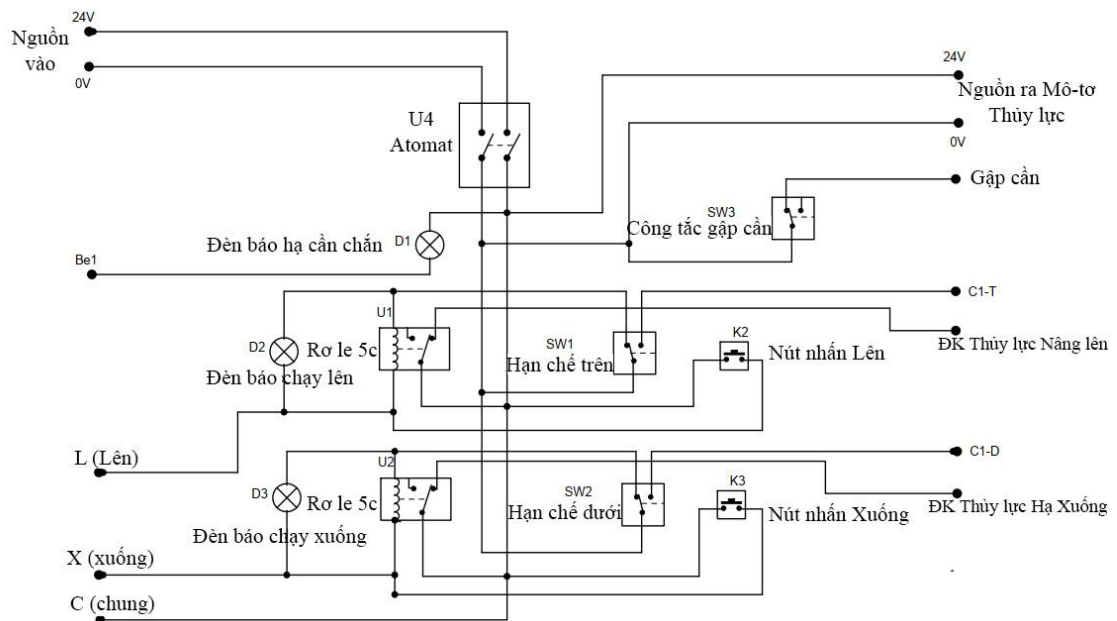 24V
Nguồn
vào
0V
24V
Nguồn ra Mô-tơ
Thủy lực
0V
U4
Atomat
Gập cần
SW3
Công tắc gập cần
D1
Đèn báo hạ cần chắn
Be1
C1-T
U1
K2
D2
Rơ le 5c
SW1
Nút nhấn Lên
ĐK Thủy lực Nâng lên
Hạn chế trên
Đèn báo chạy lên
L (Lên)
C1-D
U2
K3
D3
Rơ le 5c
SW2
ĐK Thủy lực Hạ Xuống
Hạn chế dưới
Nút nhấn Xuống
Đèn báo chạy xuống
X (xuống)
C (chung)